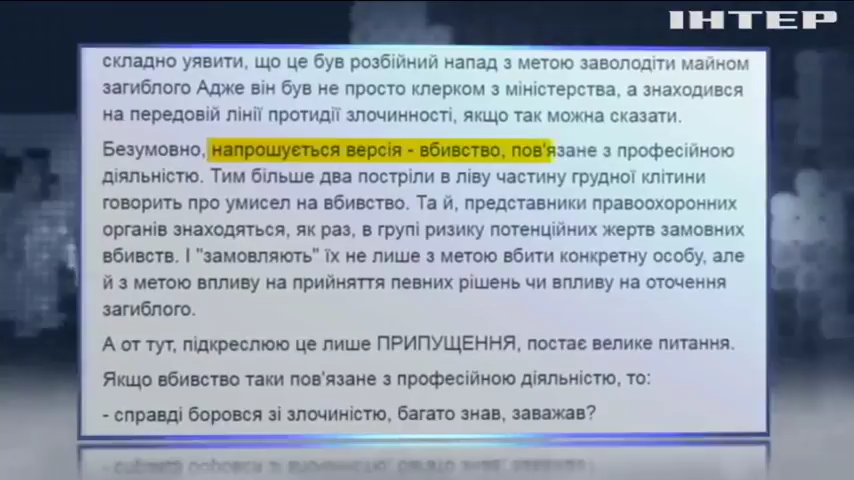 ІНТЕР
складно уявити, що це був розбійний напад з метою заволодіти майном
загиблого Адже він був не просто клерком з міністерства, а знаходився
на передовій лінії протидії злочинності, якщо так можна сказати.
Безумовно, напрошується версія - вбивство, пов'язане з професійною
діяльністю. Тим більше два постріли в ліву частину грудної клітини
говорить про умисел на вбивство. Та й, представники правоохоронних
органів знаходяться, як раз, в групі ризику потенційних жертв замовних
вбивств. І "замовляють" їх не лише з метою вбити конкретну особу, але
й з метою впливу на прийняття певних рішень чи впливу на оточення
загиблого.
А от тут, підкреслюю це лише ПРИПУЩЕННЯ, постає велике питання.
Якщо вбивство таки пов'язане з професійною діяльністю, то:
- справді боровся зі злочиністю, багато знав, заважав?